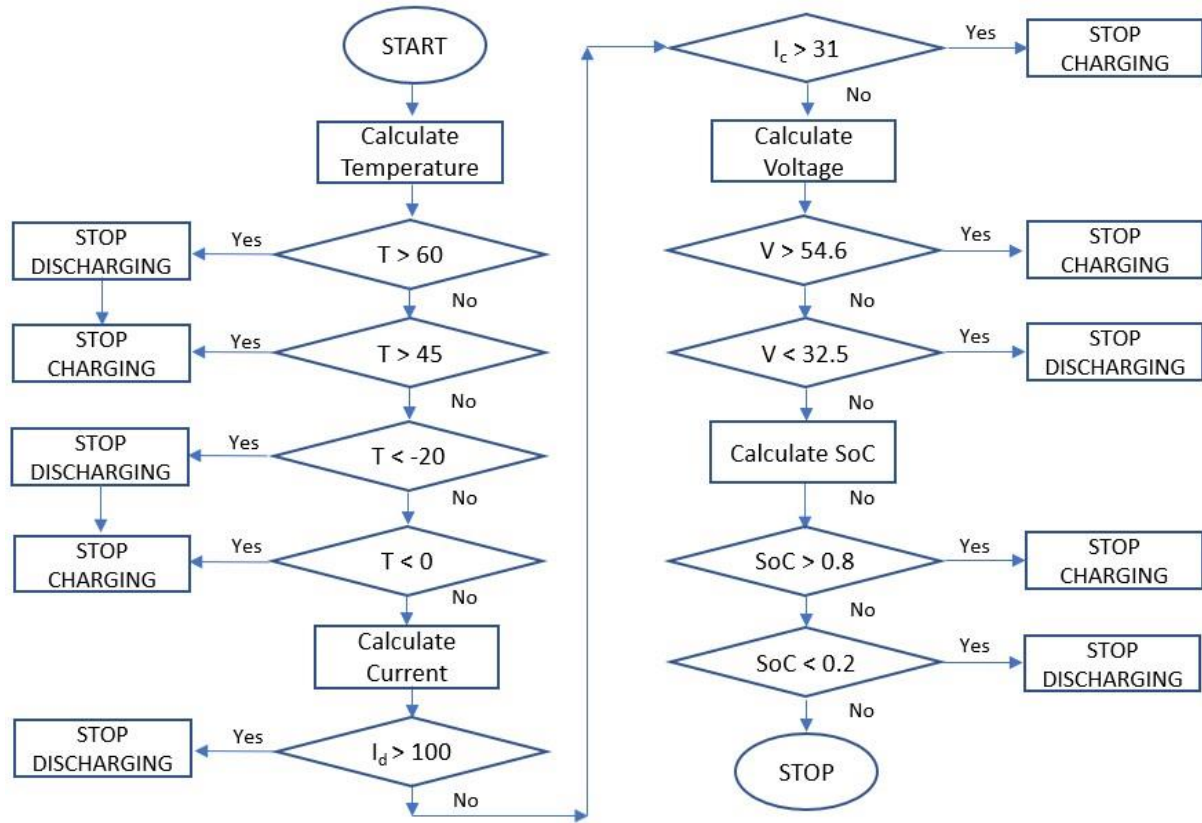 START
Calculate
Temperature
T > 60
Yes
STOP
DISCHARGING
No
T > 45
Yes
STOP
CHARGING
No
T < -20
Yes
STOP
DISCHARGING
No
T < 0
Yes
STOP
CHARGING
No
Calculate
Current
I_d > 100
Yes
STOP
DISCHARGING
No
I_c > 31
Yes
STOP
CHARGING
No
Calculate
Voltage
V > 54.6
Yes
STOP
CHARGING
No
V < 32.5
Yes
STOP
DISCHARGING
No
Calculate SoC
No
SoC > 0.8
Yes
STOP
CHARGING
No
SoC < 0.2
Yes
STOP
DISCHARGING
No
STOP